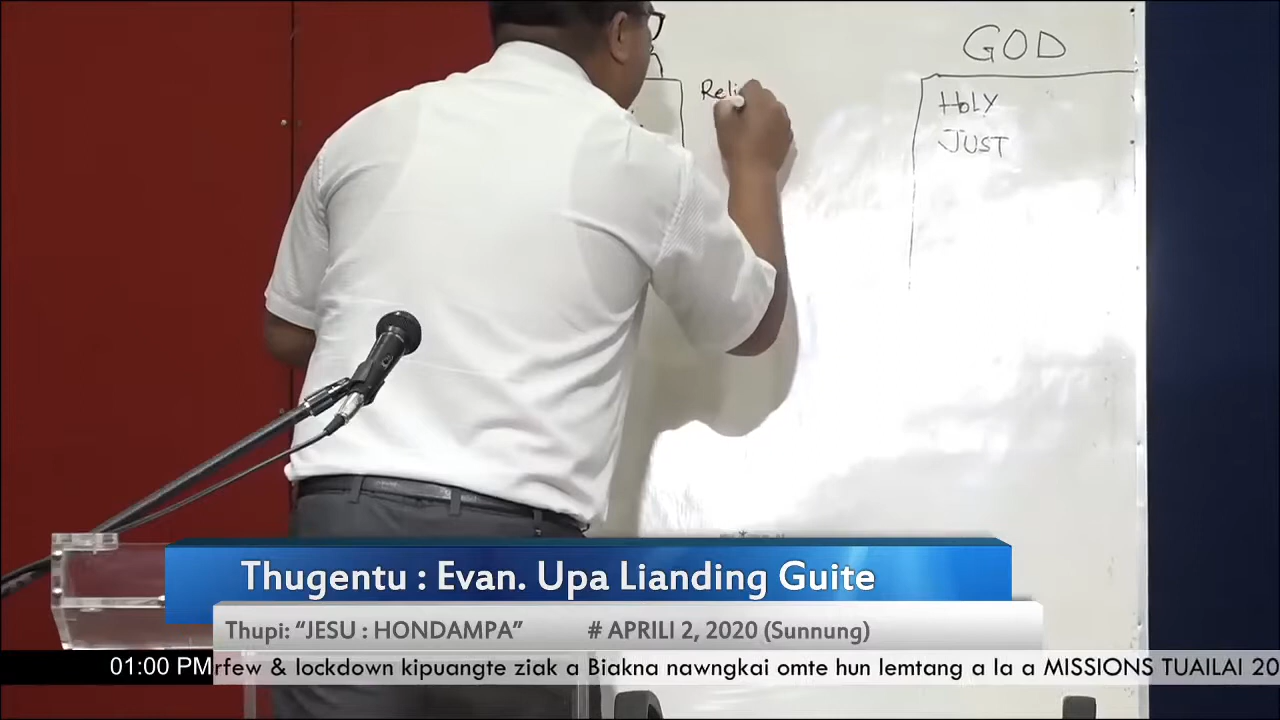 GOD
Reli
HOLY
JUST
Thugentu : Evan. Upa Lianding Guite
Thupi: “JESU : HONDAMPA” # APRILI 2, 2020 (Sunnung)
01:00 PM rfew & lockdown kipuangte ziak a Biakna nawngkai omte hun lemtang a la a MISSIONS TUAILAI 20